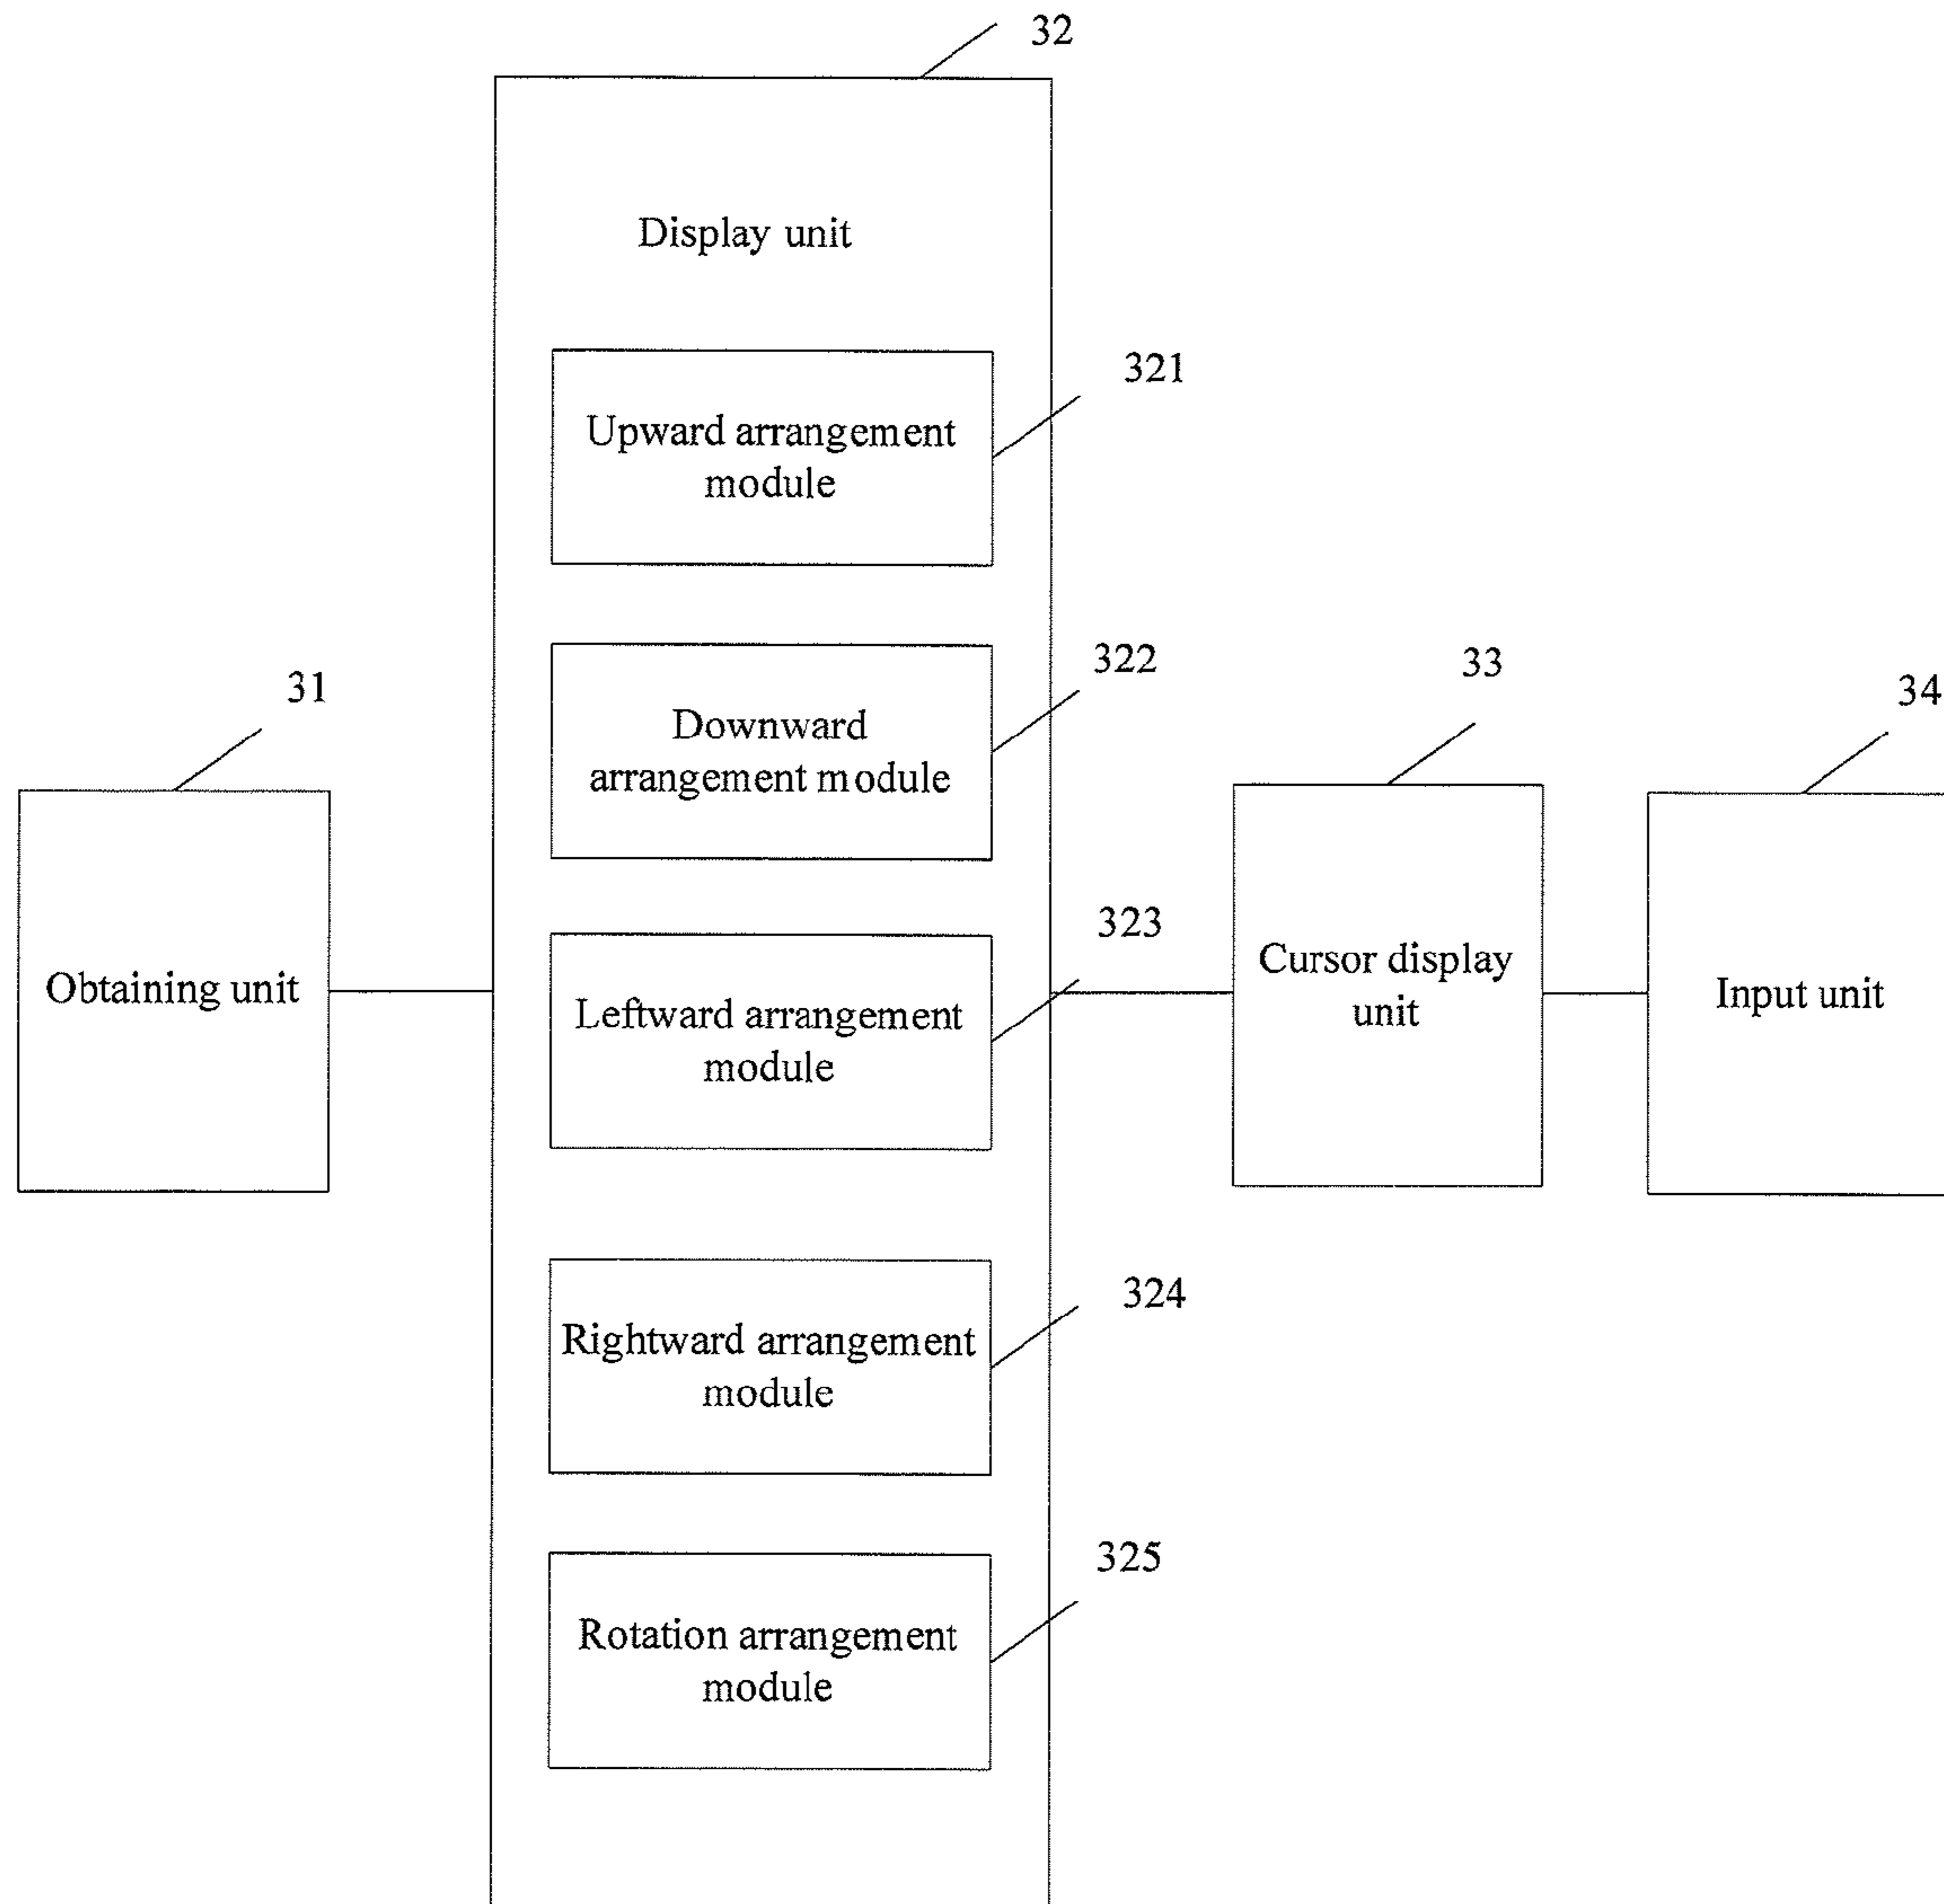 32
Display unit
321
Upward arrangement
module
322
Downward
arrangement module
31
Obtaining unit
323
Leftward arrangement
module
33
Cursor display
unit
34
Input unit
324
Rightward arrangement
module
325
Rotation arrangement
module